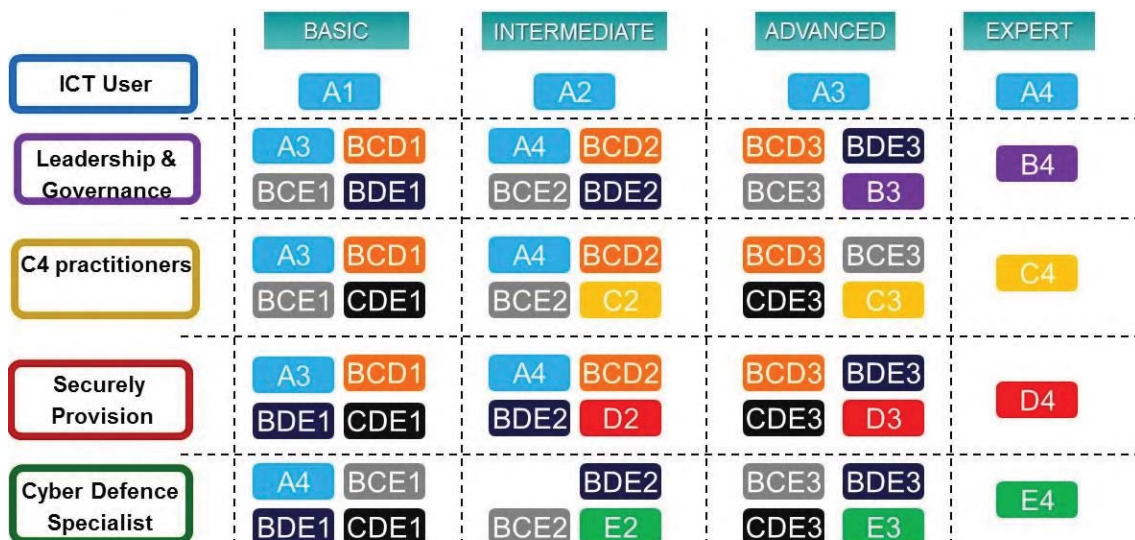 BASIC INTERMEDIATE ADVANCED EXPERT
ICT User A1 A2 A3 A4
Leadership &
Governance
A3 BCD1 A4 BCD2 BCD3 BDE3
BCE1 BDE1 BCE2 BDE2 BCE3 B3
B4
C4 practitioners
A3 BCD1 A4 BCD2 BCD3 BCE3
BCE1 CDE1 BCE2 C2 CDE3 C3
C4
Securely
Provision
A3 BCD1 A4 BCD2 BCD3 BDE3
BDE1 CDE1 BDE2 D2 CDE3 D3
D4
Cyber Defence
Specialist
A4 BCE1 BDE2 BCE3 BDE3
BDE1 CDE1 BCE2 E2 CDE3 E3
E4